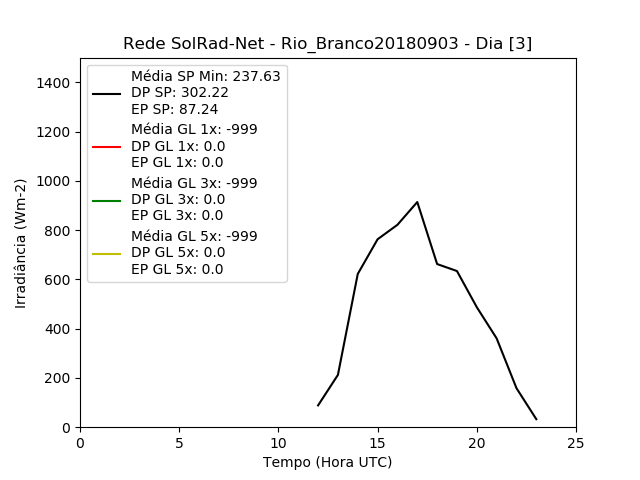 Rede SolRad-Net - Rio_Branco20180903 - Dia [3]
Média SP Min: 237.63
DP SP: 302.22
EP SP: 87.24
Média GL 1x: -999
DP GL 1x: 0.0
EP GL 1x: 0.0
Média GL 3x: -999
DP GL 3x: 0.0
EP GL 3x: 0.0
Média GL 5x: -999
DP GL 5x: 0.0
EP GL 5x: 0.0
Irradiância (Wm-2)
1400
1200
1000
800
600
400
200
0
0 5 10 15 20 25
Tempo (Hora UTC)